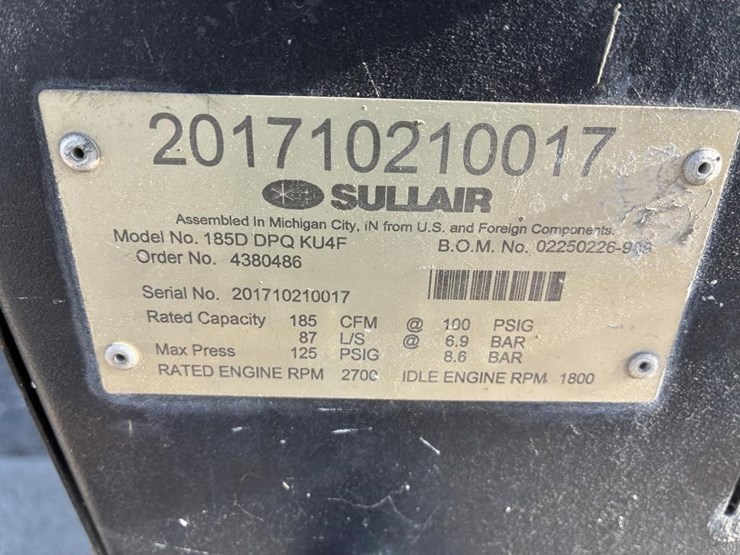 201710210017
SULLAIR
Assembled In Michigan City, IN from U.S. and Foreign Components.
Model No. 185D DPQ KU4F B.O.M. No. 02250226-
Order No. 4380486
Serial No. 201710210017
Rated Capacity 185 CFM @ 100 PSIG
87 L/S @ 6.9 BAR
Max Press 125 PSIG 8.6 BAR
RATED ENGINE RPM 2700 IDLE ENGINE RPM 1800